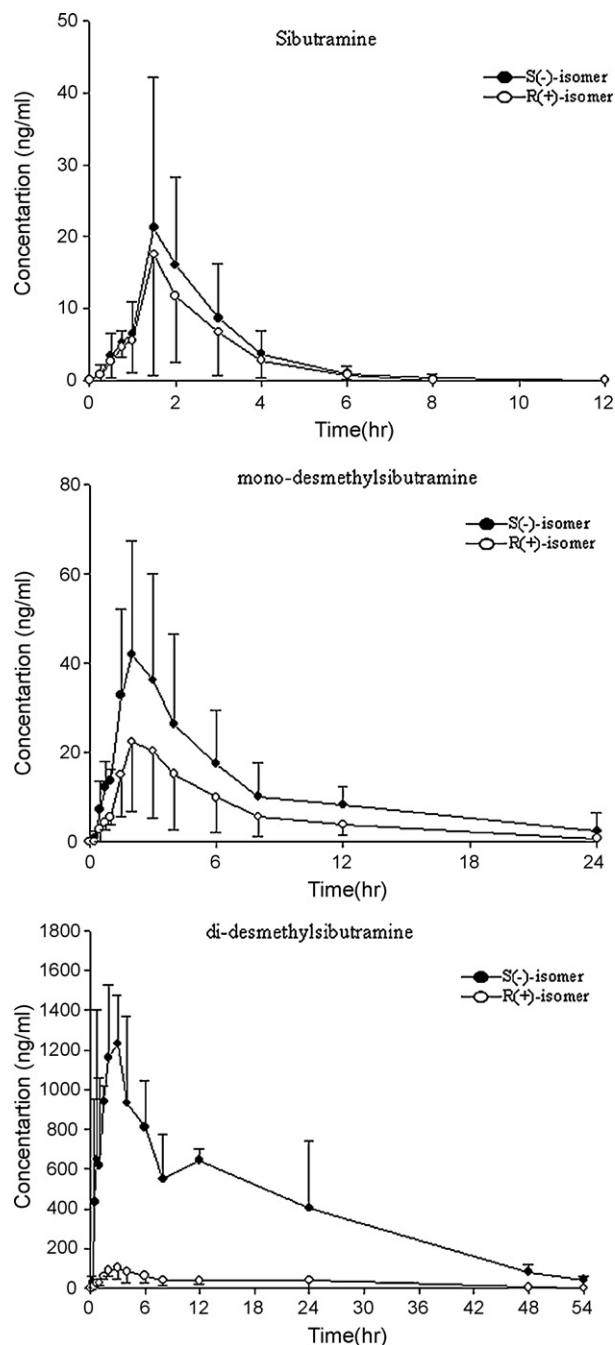 Sibutramine
50
40
30
20
10
0
Concentartion (ng/ml)
S(-)-isomer
R(+)-isomer
0 2 4 6 8 10 12
Time(hr)
mono-desmethylsibutramine
80
60
40
20
0
Concentartion (ng/ml)
S(-)-isomer
R(+)-isomer
0 6 12 24
Time(hr)
di-desmethylsibutramine
1800
1600
1400
1200
1000
800
600
400
200
0
Concentartion (ng/ml)
S(-)-isomer
R(+)-isomer
0 6 12 18 24 30 36 42 48 54
Time(hr)